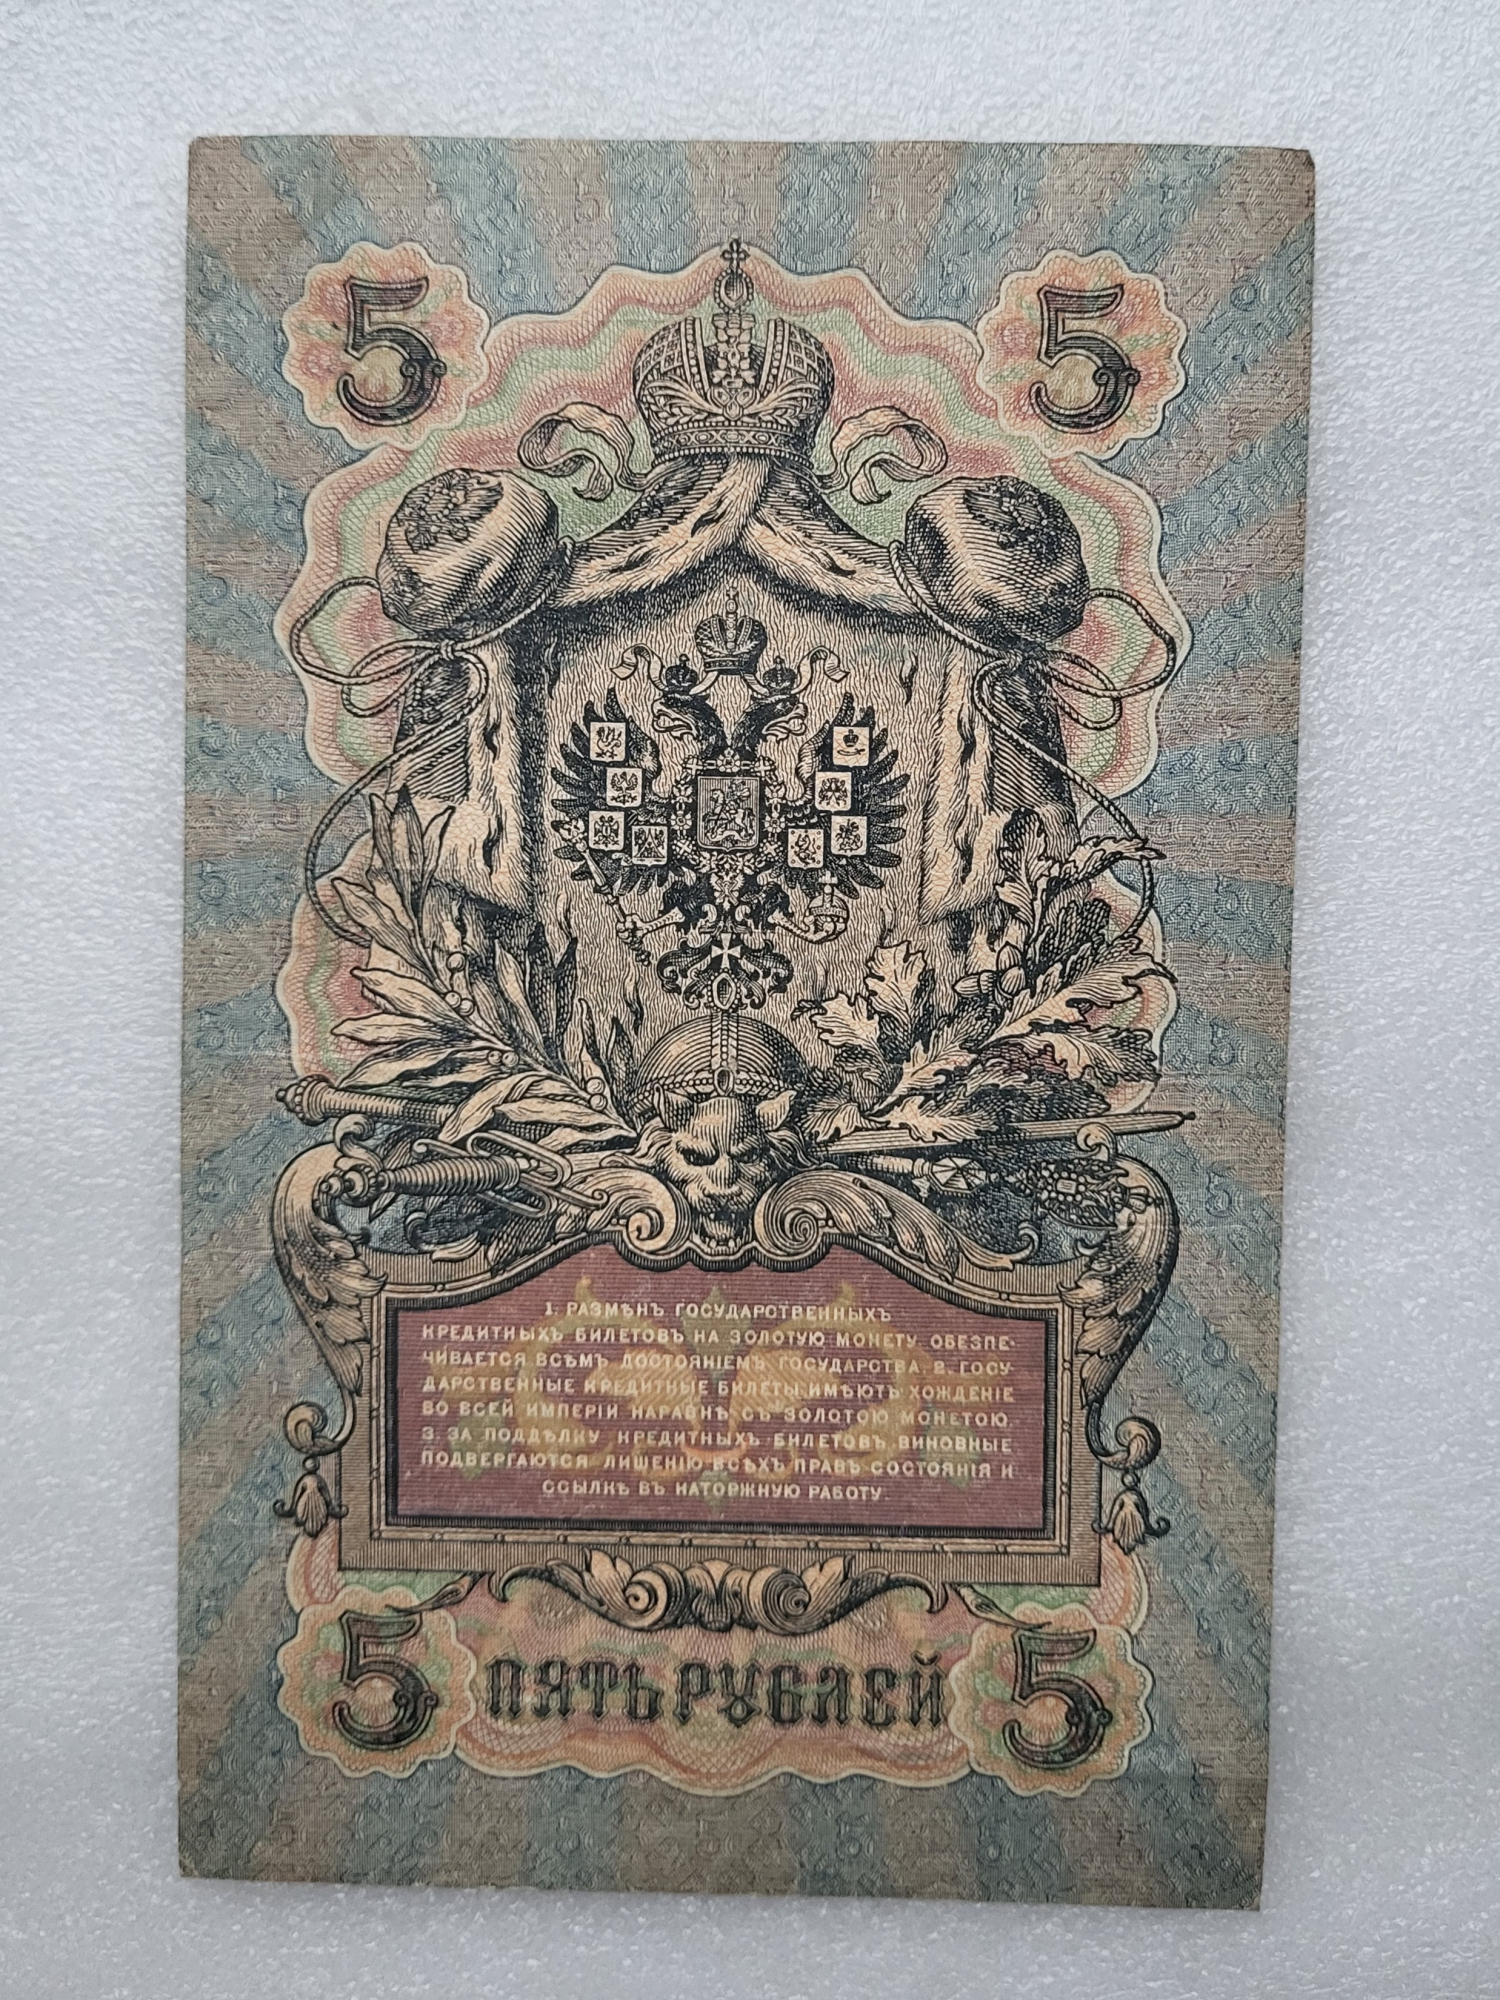 5 5
1. РАЗМѢНЪ ГОСУДАРСТВЕННЫХЪ
КРЕДИТНЫХЪ БИЛЕТОВЪ НА ЗОЛОТУЮ МОНЕТУ ОБЕЗПЕ-
ЧИВАЕТСЯ ВСѢМЪ ДОСТОЯНІЕМЪ ГОСУДАРСТВА. 2. ГОСУ-
ДАРСТВЕННЫЕ КРЕДИТНЫЕ БИЛЕТЫ ИМѢЮТЪ ХОЖДЕНІЕ
ВО ВСЕЙ ИМПЕРІИ НАРАВНѢ СЪ ЗОЛОТОЮ МОНЕТОЮ.
3. ЗА ПОДДѢЛКУ КРЕДИТНЫХЪ БИЛЕТОВЪ ВИНОВНЫЕ
ПОДВЕРГАЮТСЯ ЛИШЕНІЮ ВСѢХЪ ПРАВЪ СОСТОЯНІЯ И
ССЫЛКѢ ВЪ КАТОРЖНУЮ РАБОТУ.
5 ПЯТЬ РУБЛЕЙ 5